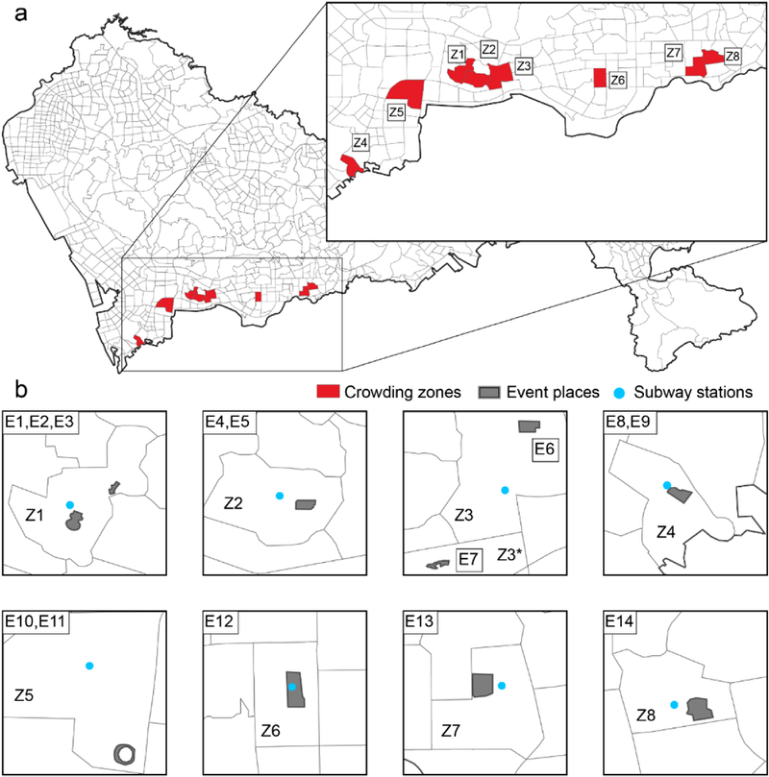 a
Z1
Z2
Z3
Z7
Z8
Z6
Z5
Z4
b
Crowding zones
Event places
Subway stations
E1,E2,E3
Z1
E4,E5
Z2
E6
Z3
E7
Z3*
E8,E9
Z4
E10,E11
Z5
E12
Z6
E13
Z7
E14
Z8